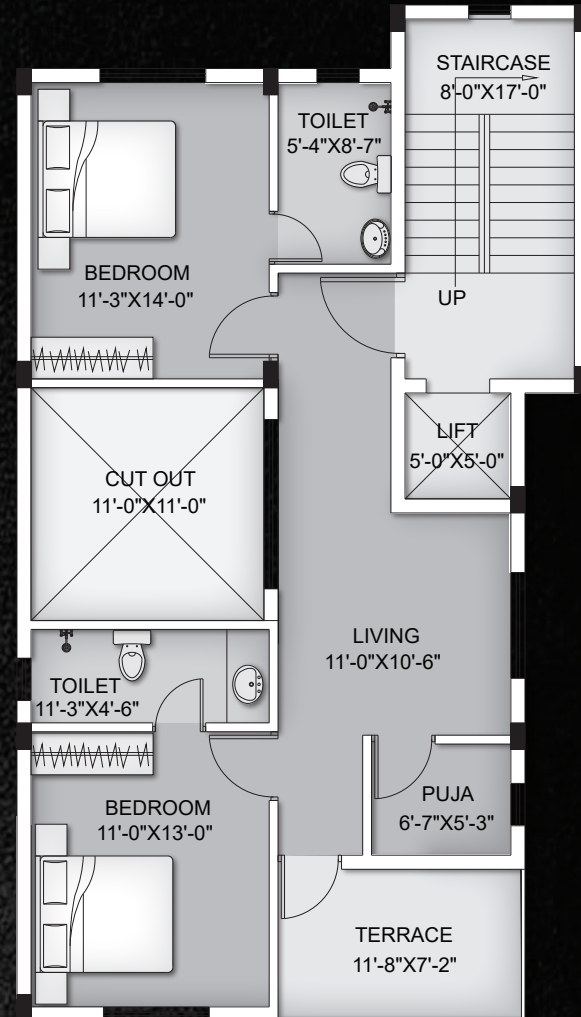 STAIRCASE
8'-0"X17'-0"
TOILET
5'-4"X8'-7"
BEDROOM
11'-3"X14'-0"
UP
LIFT
5'-0"X5'-0"
CUT OUT
11'-0"X11'-0"
LIVING
11'-0"X10'-6"
TOILET
11'-3"X4'-6"
PUJA
6'-7"X5'-3"
BEDROOM
11'-0"X13'-0"
TERRACE
11'-8"X7'-2"